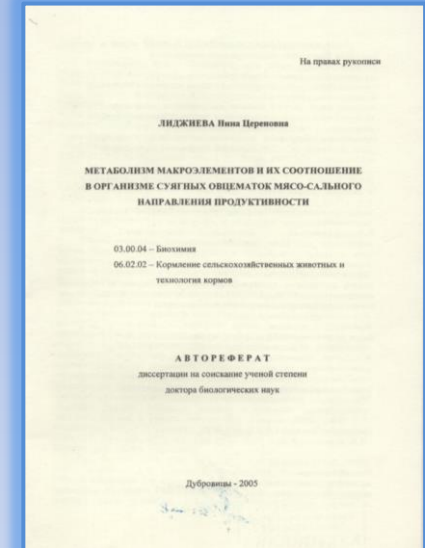 На правах рукописи
ЛИДЖИЕВА Нина Цереновна
МЕТАБОЛИЗМ МАКРОЭЛЕМЕНТОВ И ИХ СООТНОШЕНИЕ
В ОРГАНИЗМЕ СУЯГНЫХ ОВЦЕМАТОК МЯСО-САЛЬНОГО
НАПРАВЛЕНИЯ ПРОДУКТИВНОСТИ
03.00.04 – Биохимия
06.02.02 – Кормление сельскохозяйственных животных и
технология кормов
АВТОРЕФЕРАТ
диссертации на соискание ученой степени
доктора биологических наук
Дубровицы - 2005